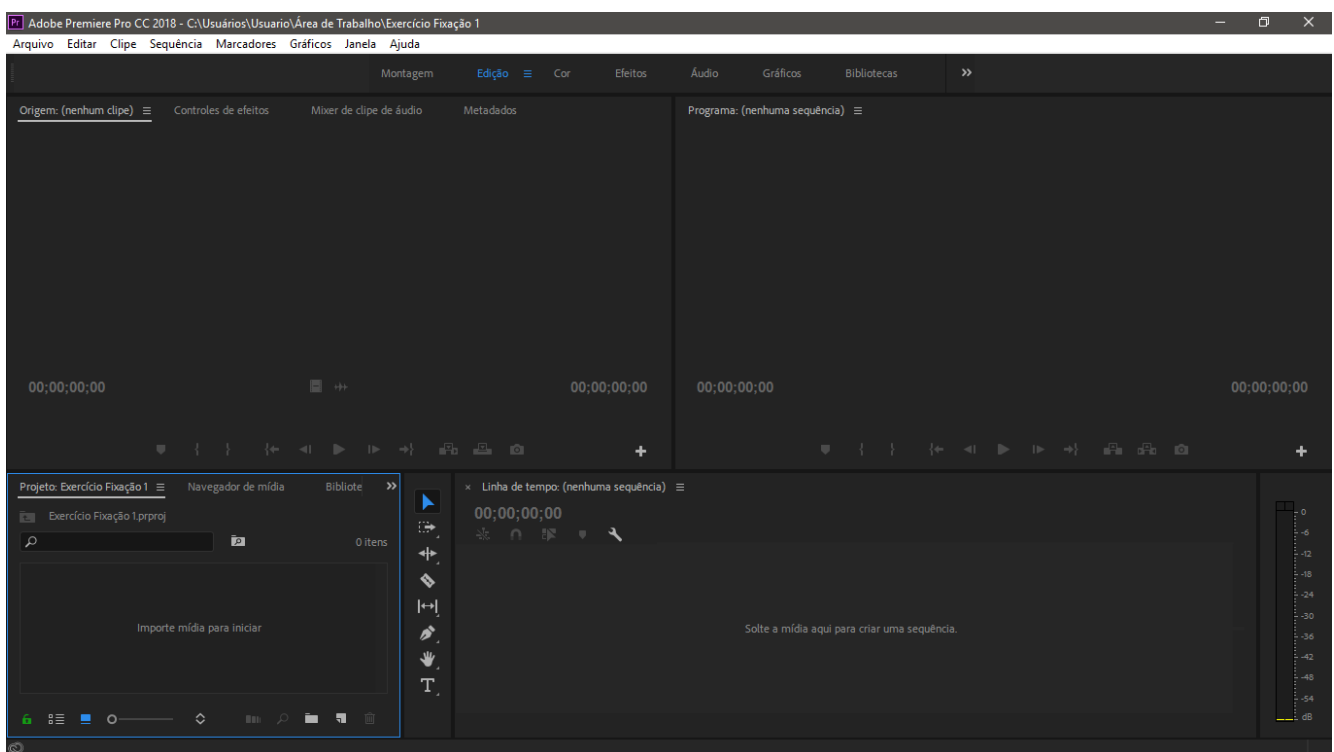 Pr Adobe Premiere Pro CC 2018 - C:\Usuários\Usuario\Área de Trabalho\Exercício Fixação 1
Arquivo Editar Clipe Sequência Marcadores Gráficos Janela Ajuda
Montagem Edição Cor Efeitos Áudio Gráficos Bibliotecas
Origem: (nenhum clipe) Controles de efeitos Mixer de clipe de áudio Metadados
Programa: (nenhuma sequência)
00;00;00;00 00;00;00;00
00;00;00;00 00;00;00;00
Projeto: Exercício Fixação 1 Navegador de mídia Bibliote
Exercício Fixação 1.prproj
0 itens
Importe mídia para iniciar
× Linha de tempo: (nenhuma sequência)
00;00;00;00
Solte a mídia aqui para criar uma sequência.
0
-6
-12
-18
-24
-30
-36
-42
-48
-54
dB